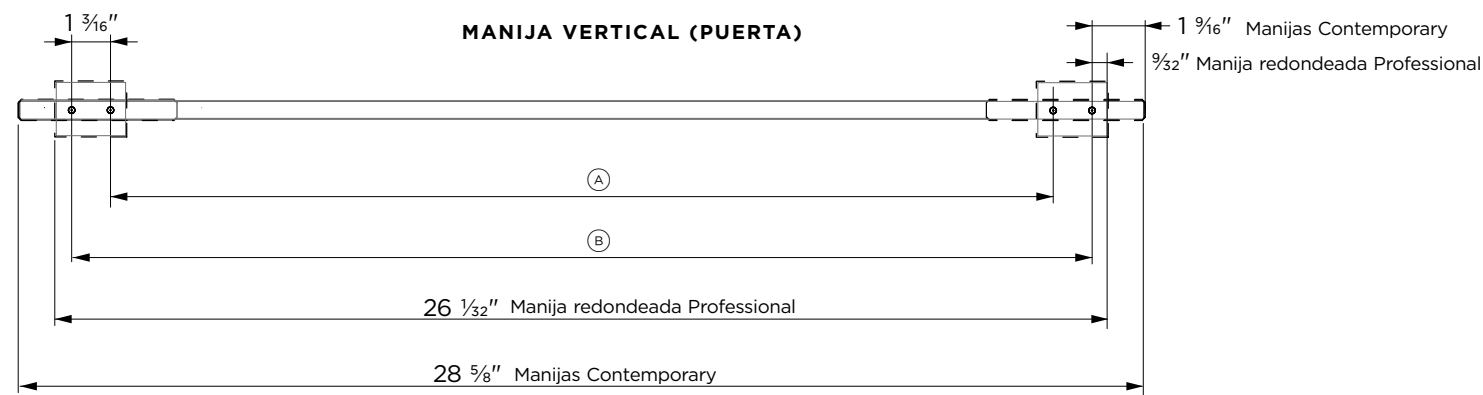 1 3⁄16"
MANIJA VERTICAL (PUERTA)
1 9⁄16" Manijas Contemporary
9⁄32" Manija redondeada Professional
A
B
26 1⁄32" Manija redondeada Professional
28 5⁄8" Manijas Contemporary